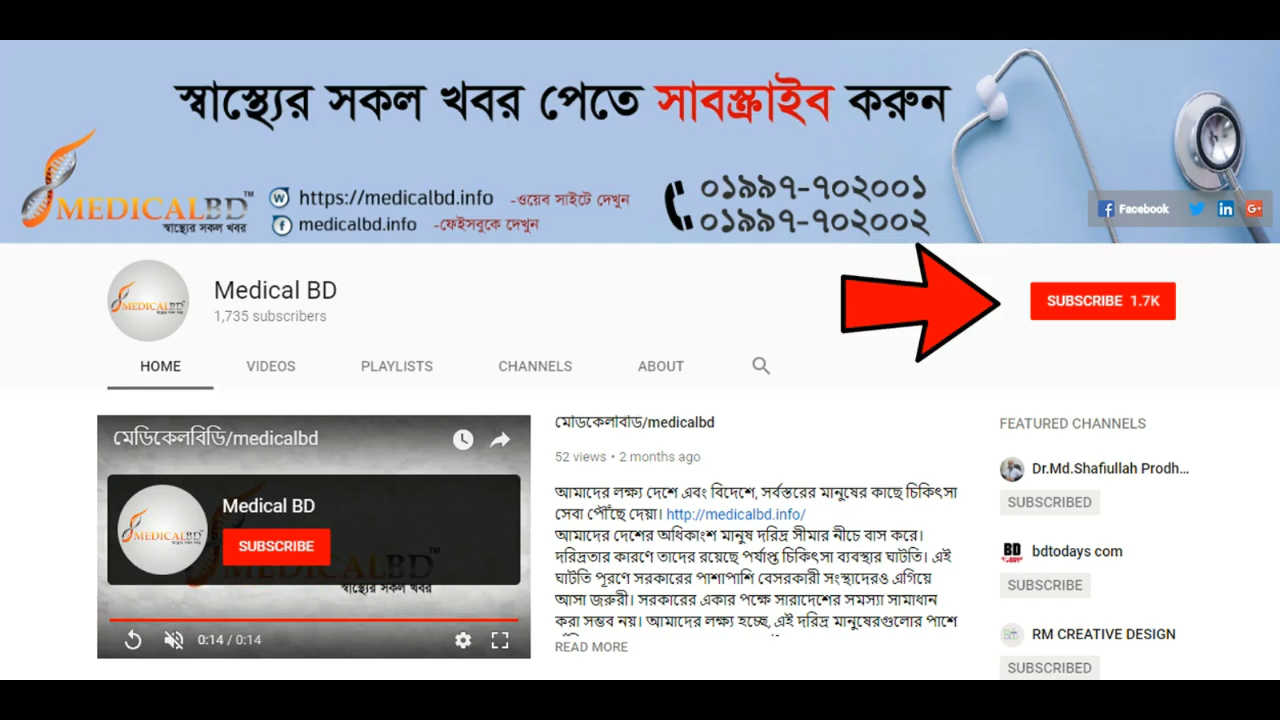 স্বাস্থ্যের সকল খবর পেতে সাবস্ক্রাইব করুন
MEDICALBD™
স্বাস্থ্যের সকল খবর
https://medicalbd.info -ওয়েব সাইটে দেখুন
medicalbd.info -ফেইসবুকে দেখুন
০১৯৯৭-৭০২০০১
০১৯৯৭-৭০২০০২
Facebook
Medical BD
1,735 subscribers
SUBSCRIBE 1.7K
HOME VIDEOS PLAYLISTS CHANNELS ABOUT
মেডিকেলবিডি/medicalbd
Medical BD
SUBSCRIBE
MEDICALBD
স্বাস্থ্যের সকল খবর
0:14 / 0:14
/medicalbd
52 views • 2 months ago
আমাদের লক্ষ্য দেশে এবং বিদেশে, সর্বস্তরের মানুষের কাছে চিকিৎসা
সেবা পৌঁছে দেয়া। http://medicalbd.info/
আমাদের দেশের অধিকাংশ মানুষ দরিদ্র সীমার নীচে বাস করে।
দরিদ্রতার কারণে তাদের রয়েছে পর্যাপ্ত চিকিৎসা ব্যবস্থার ঘাটতি। এই
ঘাটতি পূরণে সরকারের পাশাপাশি বেসরকারী সংস্থাদেরও এগিয়ে
আসা জরুরী। সরকারের একার পক্ষে সারাদেশের সমস্যা সামাধান
করা সম্ভব নয়। আমাদের লক্ষ্য হচ্ছে, এই দরিদ্র মানুষেরগুলোর পাশে
READ MORE
FEATURED CHANNELS
Dr.Md.Shafiullah Prodh...
SUBSCRIBED
bdtodays com
SUBSCRIBE
RM CREATIVE DESIGN
SUBSCRIBED